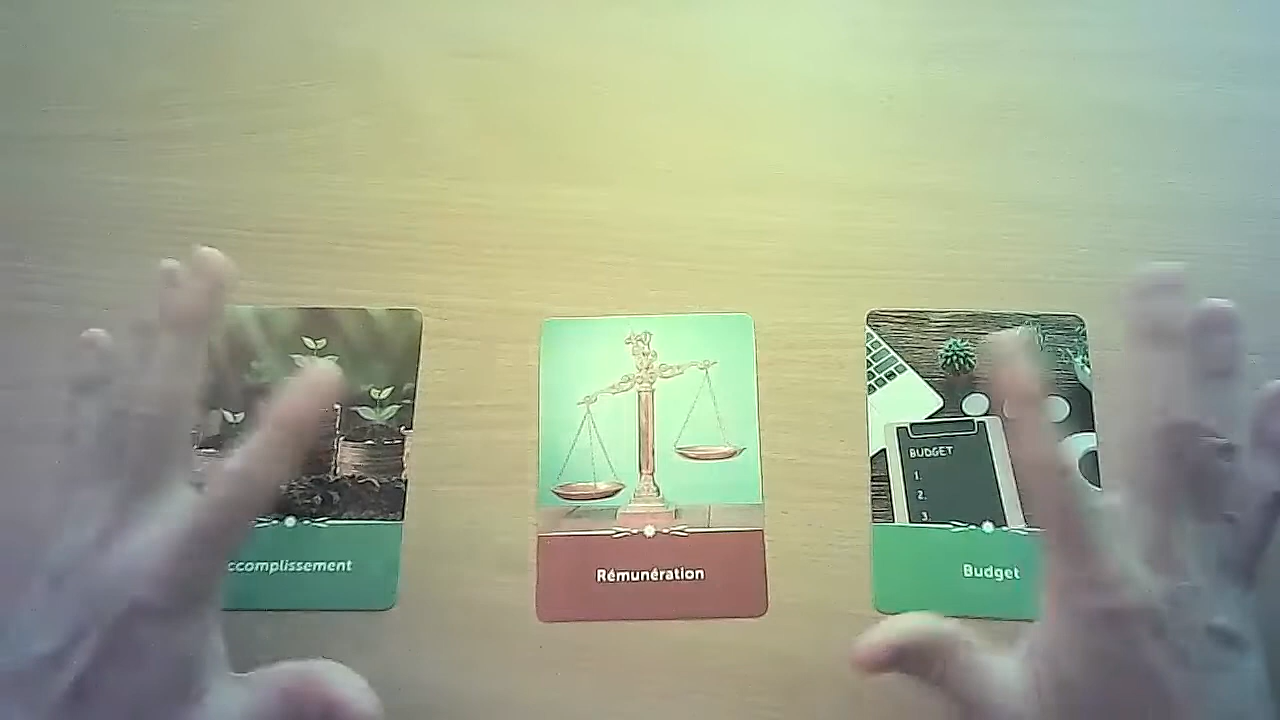 ccomplissement
Rémunération
BUDGET
1.
2.
3
Budget